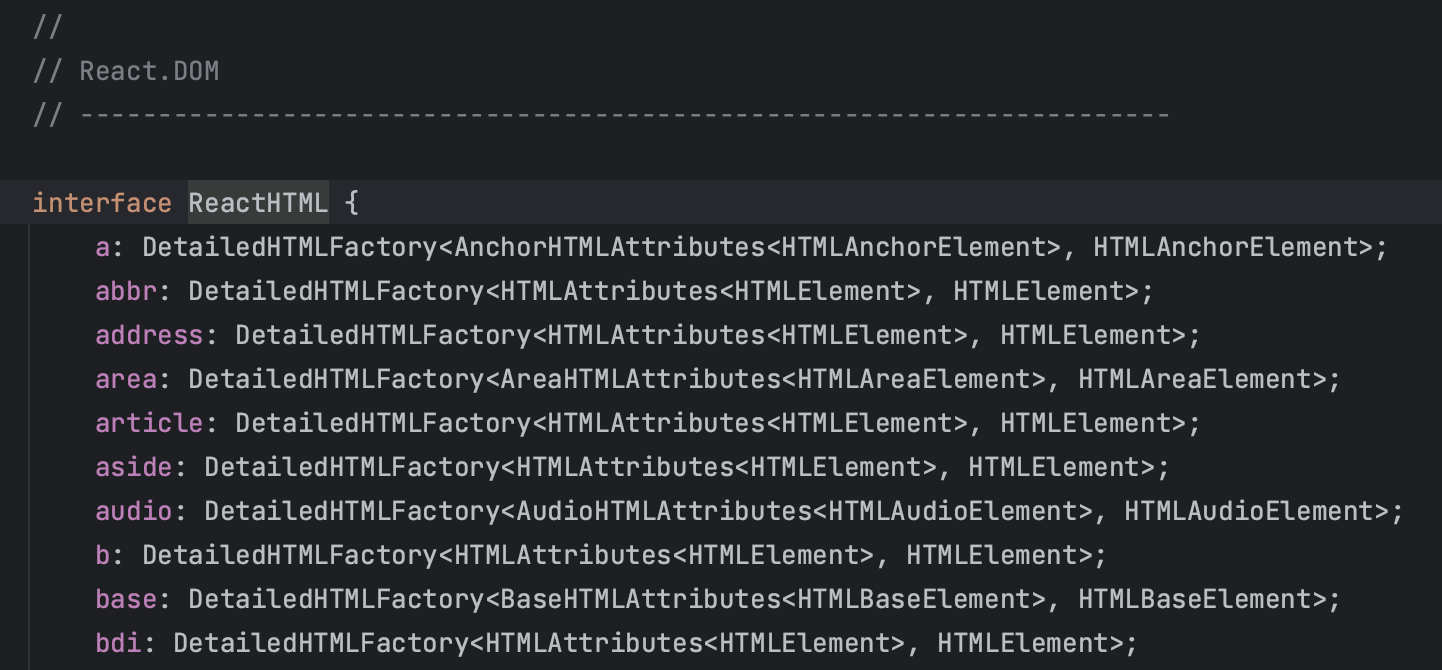 //
// React.DOM
// ----------------------------------------------------------------------

interface ReactHTML {
    a: DetailedHTMLFactory<AnchorHTMLAttributes<HTMLAnchorElement>, HTMLAnchorElement>;
    abbr: DetailedHTMLFactory<HTMLAttributes<HTMLElement>, HTMLElement>;
    address: DetailedHTMLFactory<HTMLAttributes<HTMLElement>, HTMLElement>;
    area: DetailedHTMLFactory<AreaHTMLAttributes<HTMLAreaElement>, HTMLAreaElement>;
    article: DetailedHTMLFactory<HTMLAttributes<HTMLElement>, HTMLElement>;
    aside: DetailedHTMLFactory<HTMLAttributes<HTMLElement>, HTMLElement>;
    audio: DetailedHTMLFactory<AudioHTMLAttributes<HTMLAudioElement>, HTMLAudioElement>;
    b: DetailedHTMLFactory<HTMLAttributes<HTMLElement>, HTMLElement>;
    base: DetailedHTMLFactory<BaseHTMLAttributes<HTMLBaseElement>, HTMLBaseElement>;
    bdi: DetailedHTMLFactory<HTMLAttributes<HTMLElement>, HTMLElement>;